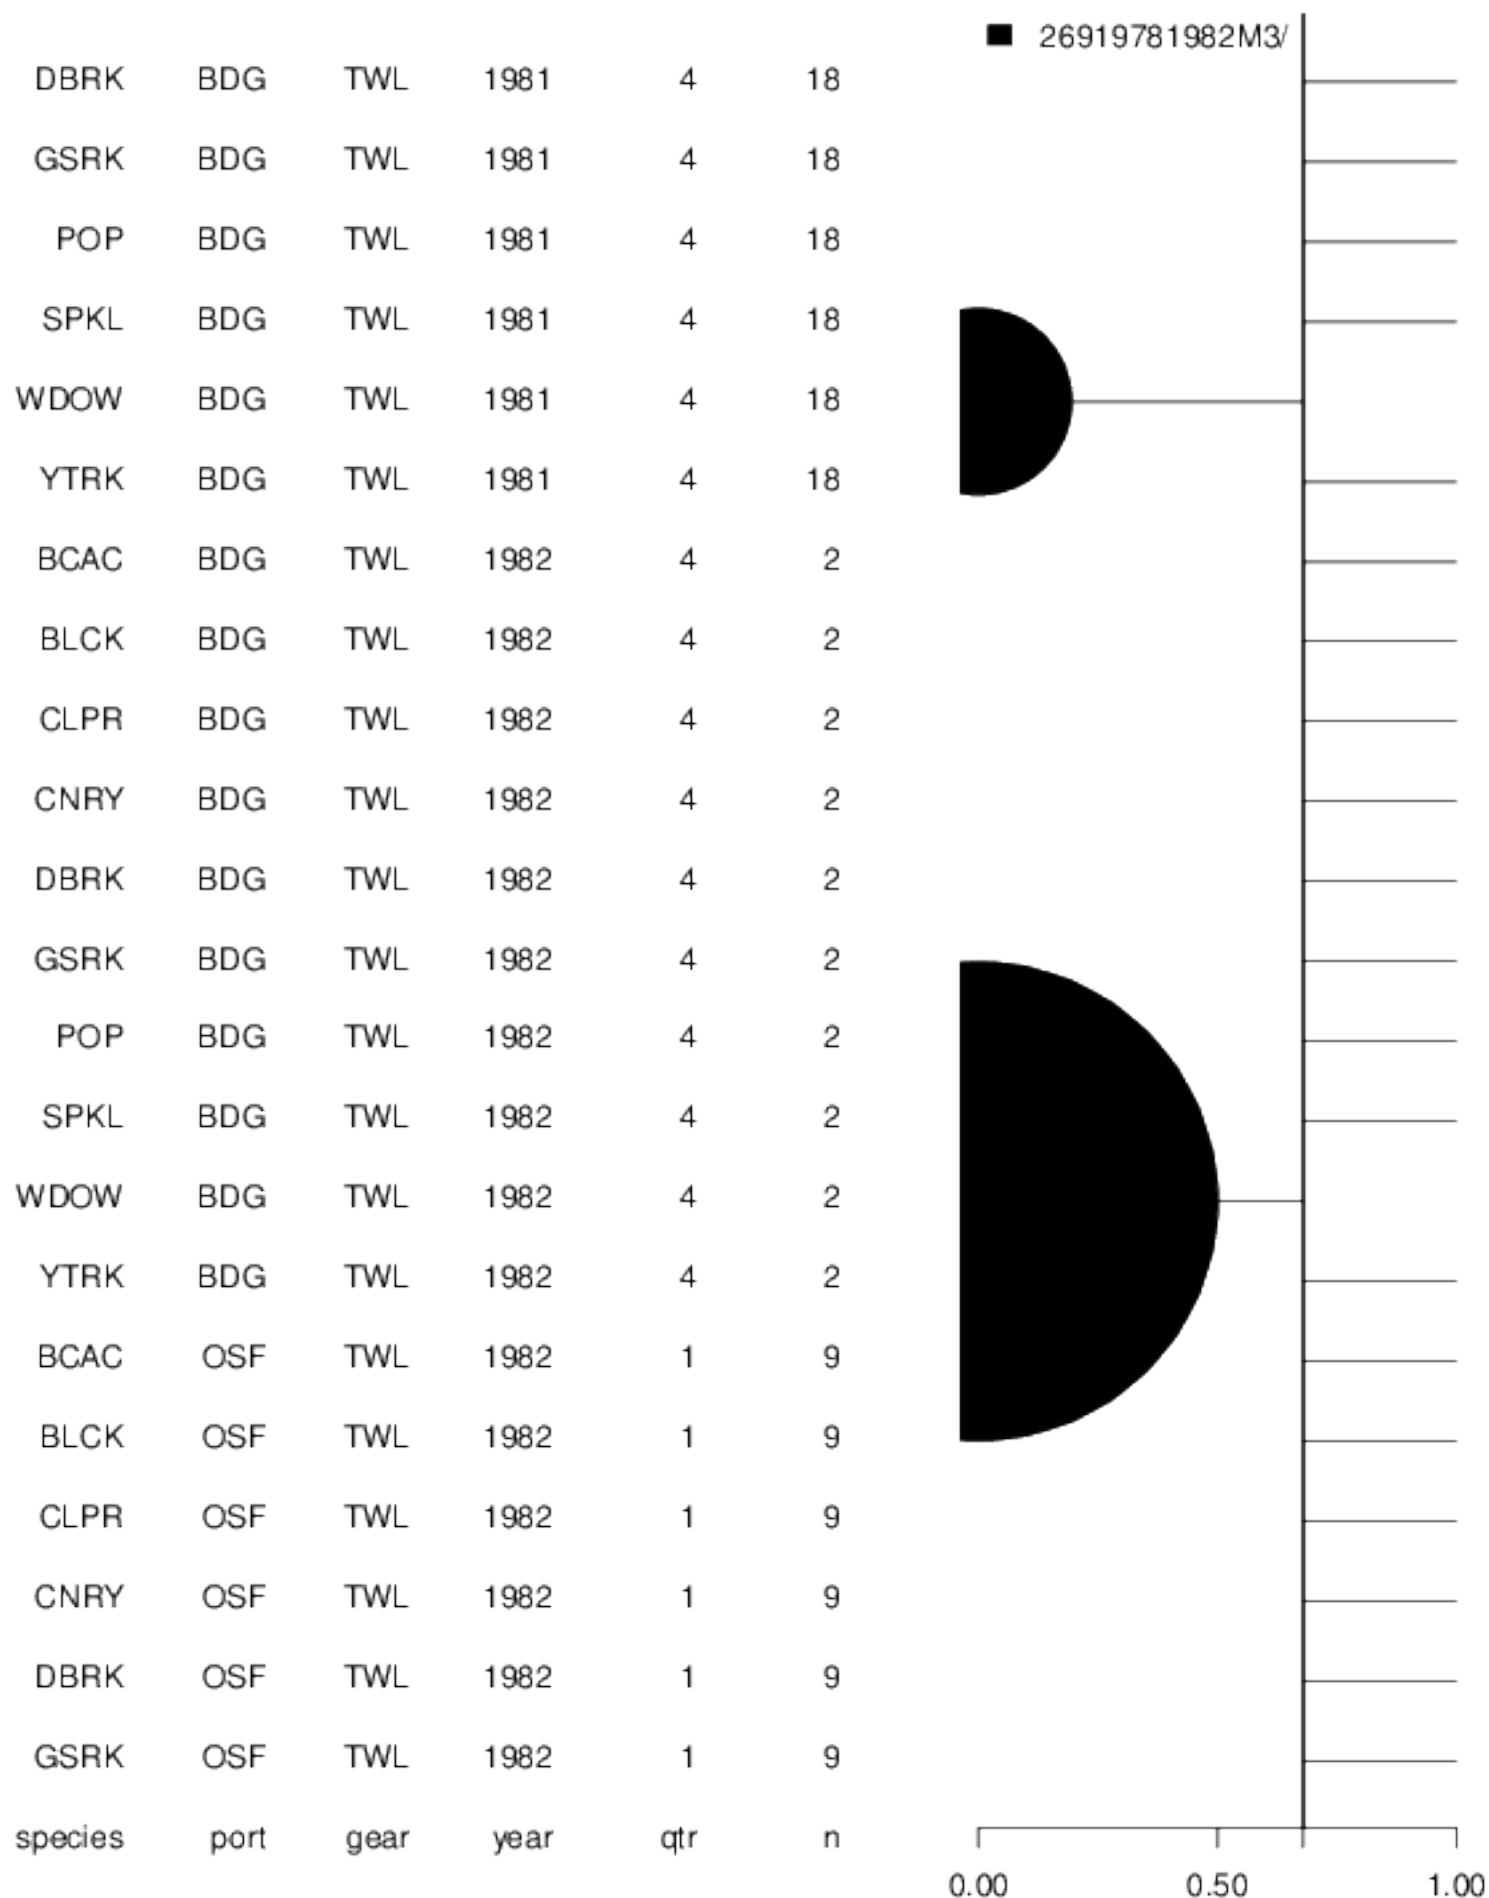 26919781982M3/
DBRK BDG TWL 1981 4 18
GSRK BDG TWL 1981 4 18
POP BDG TWL 1981 4 18
SPKL BDG TWL 1981 4 18
WDOW BDG TWL 1981 4 18
YTRK BDG TWL 1981 4 18
BCAC BDG TWL 1982 4 2
BLCK BDG TWL 1982 4 2
CLPR BDG TWL 1982 4 2
CNRY BDG TWL 1982 4 2
DBRK BDG TWL 1982 4 2
GSRK BDG TWL 1982 4 2
POP BDG TWL 1982 4 2
SPKL BDG TWL 1982 4 2
WDOW BDG TWL 1982 4 2
YTRK BDG TWL 1982 4 2
BCAC OSF TWL 1982 1 9
BLCK OSF TWL 1982 1 9
CLPR OSF TWL 1982 1 9
CNRY OSF TWL 1982 1 9
DBRK OSF TWL 1982 1 9
GSRK OSF TWL 1982 1 9
species port gear year qtr n
0.00 0.50 1.00